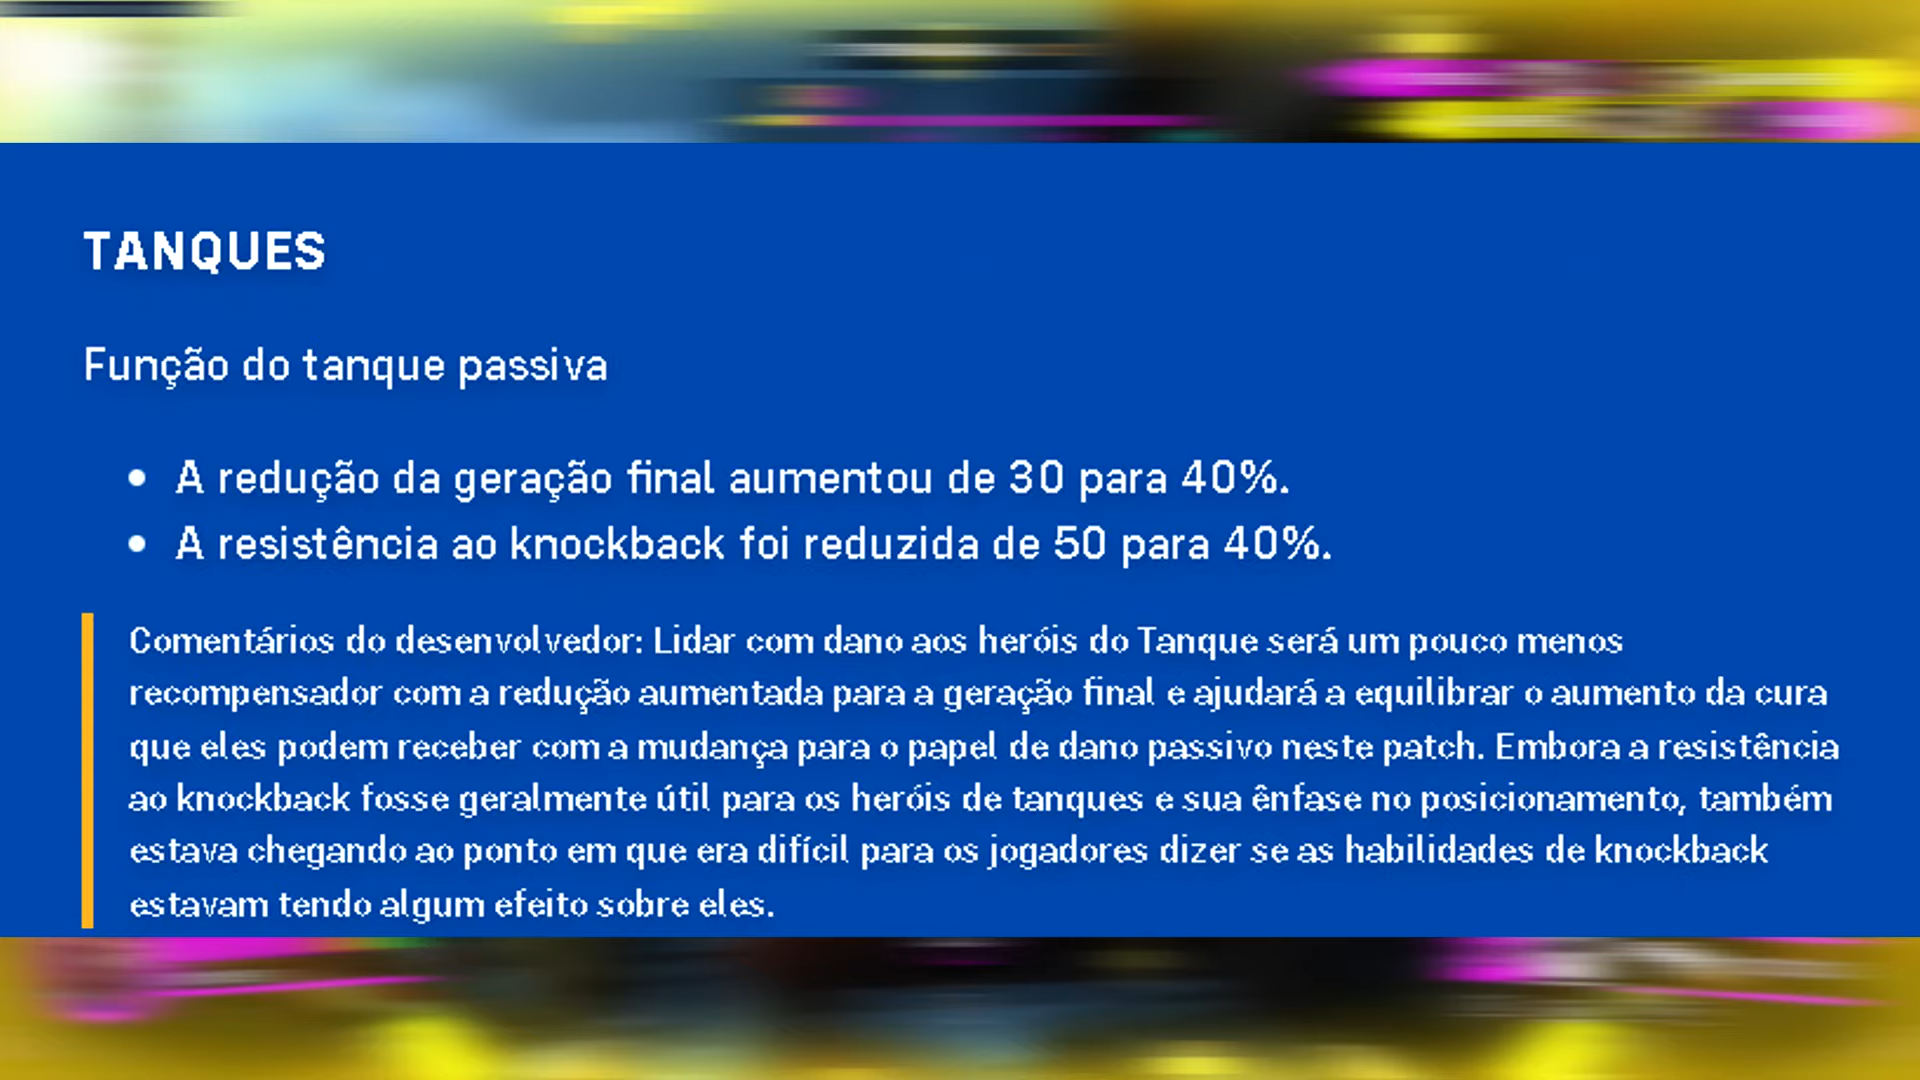 TANQUES
Função do tanque passiva
• A redução da geração final aumentou de 30 para 40%.
• A resistência ao knockback foi reduzida de 50 para 40%.
Comentários do desenvolvedor: Lidar com dano aos heróis do Tanque será um pouco menos
recompensador com a redução aumentada para a geração final e ajudará a equilibrar o aumento da cura
que eles podem receber com a mudança para o papel de dano passivo neste patch. Embora a resistência
ao knockback fosse geralmente útil para os heróis de tanques e sua ênfase no posicionamento, também
estava chegando ao ponto em que era difícil para os jogadores dizer se as habilidades de knockback
estavam tendo algum efeito sobre eles.